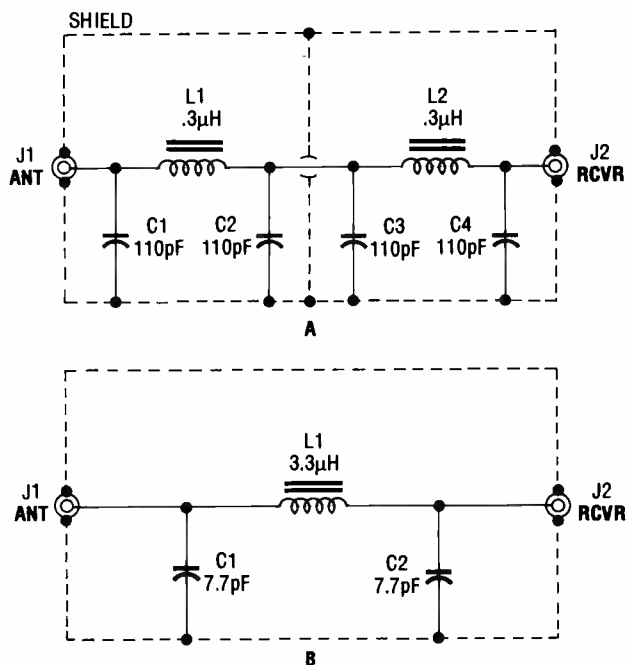 SHIELD
L1
.3µH
L2
.3µH
J1
ANT
J2
RCVR
C1
110pF
C2
110pF
C3
110pF
C4
110pF
A
L1
3.3µH
J1
ANT
J2
RCVR
C1
7.7pF
C2
7.7pF
B